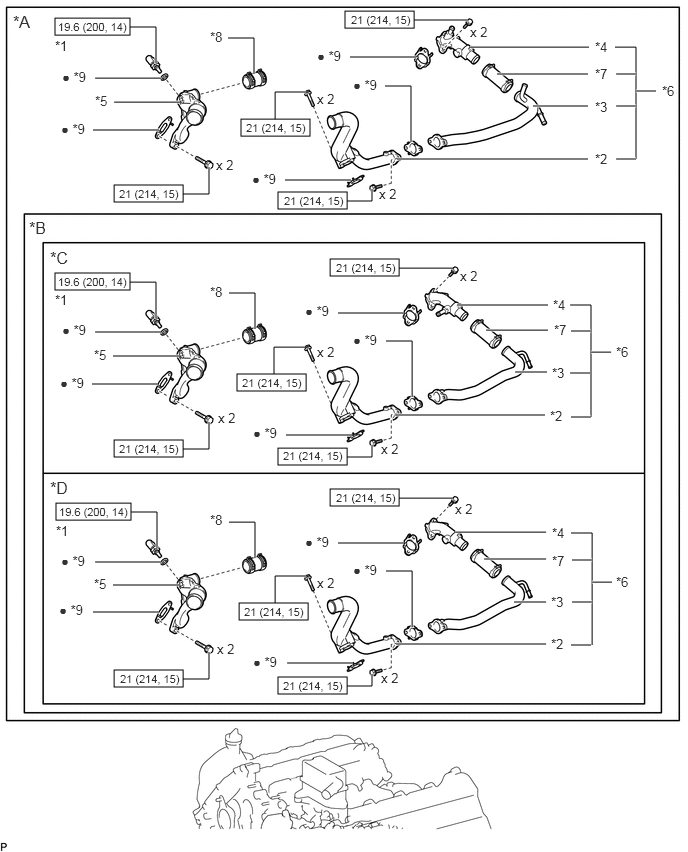 *A
21 (214, 15)
x 2
19.6 (200, 14)
*1
*8
● *9
*4
● *9
*7
● *9
*6
*5
x 2
*3
21 (214, 15)
● *9
*2
x 2
● *9
x 2
21 (214, 15)
21 (214, 15)
*B
*C
21 (214, 15)
x 2
19.6 (200, 14)
*1
*8
*4
● *9
● *9
*7
● *9
*5
x 2
*6
*3
21 (214, 15)
● *9
*2
x 2
● *9
x 2
21 (214, 15)
21 (214, 15)
*D
21 (214, 15)
x 2
19.6 (200, 14)
*1
*8
*4
● *9
● *9
*7
● *9
*5
x 2
*6
*3
21 (214, 15)
● *9
*2
x 2
● *9
x 2
21 (214, 15)
21 (214, 15)
P